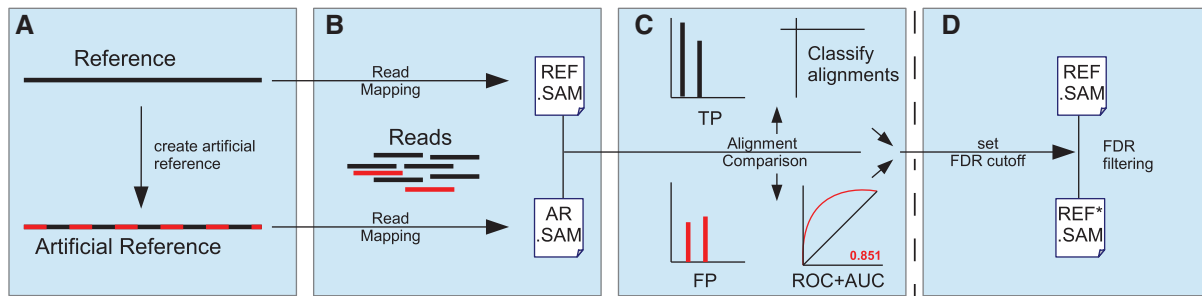 A
Reference
create artificial
reference
Artificial Reference
B
Read
Mapping
Reads
Read
Mapping
REF
.SAM
AR
.SAM
C
TP
Classify
alignments
Alignment
Comparison
FP
0.851
ROC+AUC
D
set
FDR cutoff
REF
.SAM
FDR
filtering
REF*
.SAM